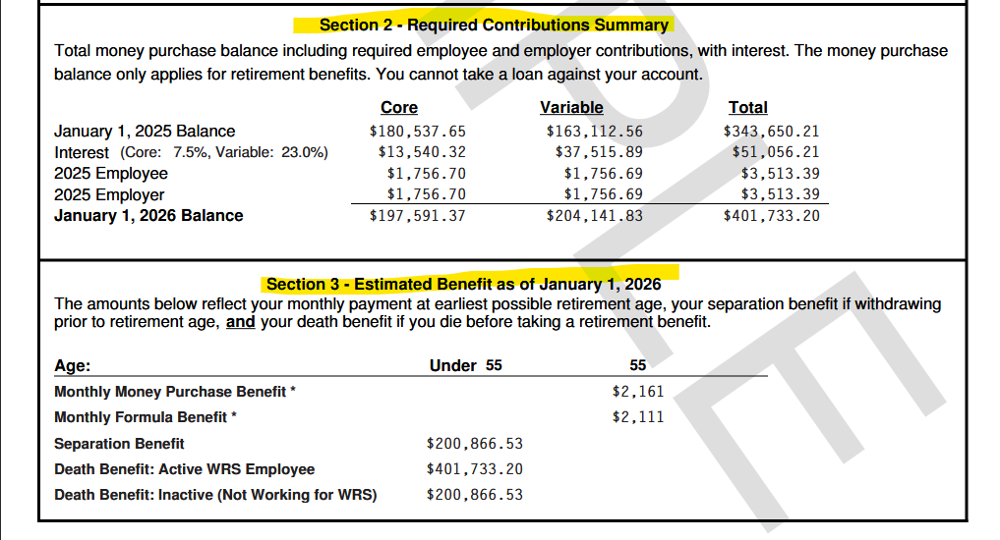 Section 2 - Required Contributions Summary
Total money purchase balance including required employee and employer contributions, with interest. The money purchase
balance only applies for retirement benefits. You cannot take a loan against your account.
Core Variable Total
January 1, 2025 Balance $180,537.65 $163,112.56 $343,650.21
Interest (Core: 7.5%, Variable: 23.0%) $13,540.32 $37,515.89 $51,056.21
2025 Employee $1,756.70 $1,756.69 $3,513.39
2025 Employer $1,756.70 $1,756.69 $3,513.39
January 1, 2026 Balance $197,591.37 $204,141.83 $401,733.20
Section 3 - Estimated Benefit as of January 1, 2026
The amounts below reflect your monthly payment at earliest possible retirement age, your separation benefit if withdrawing
prior to retirement age, and your death benefit if you die before taking a retirement benefit.
Age: Under 55 55
Monthly Money Purchase Benefit * $2,161
Monthly Formula Benefit * $2,111
Separation Benefit $200,866.53
Death Benefit: Active WRS Employee $401,733.20
Death Benefit: Inactive (Not Working for WRS) $200,866.53